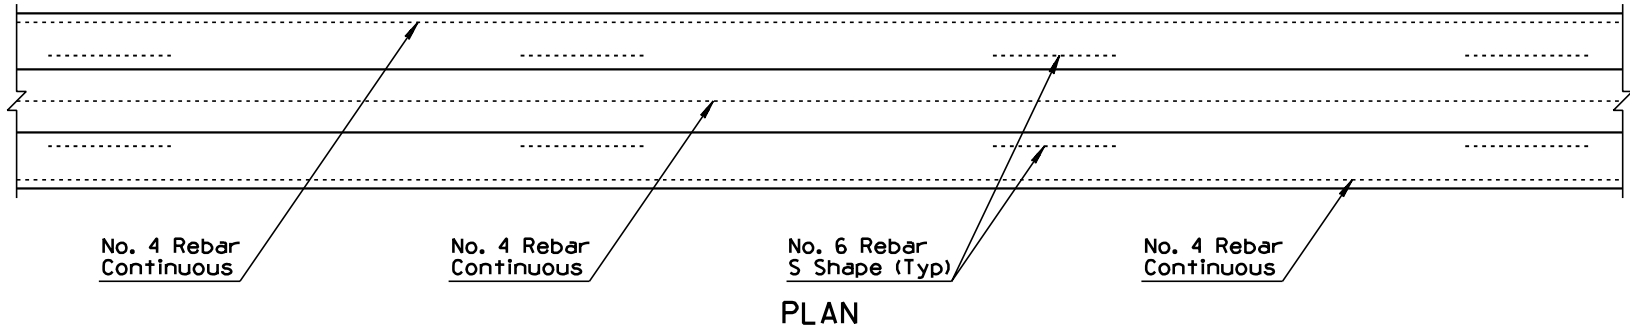 No. 4 Rebar
Continuous
No. 4 Rebar
Continuous
No. 6 Rebar
S Shape (Typ)
No. 4 Rebar
Continuous
PLAN